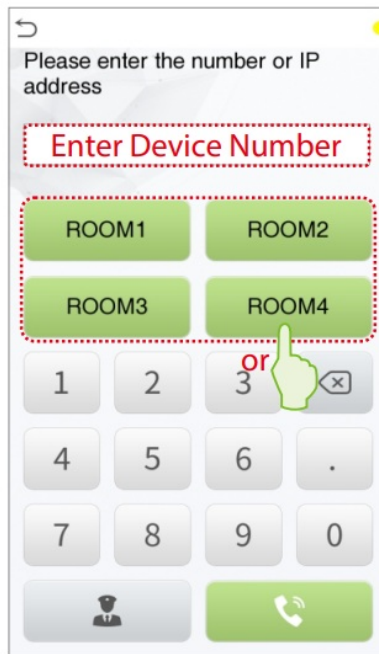 Please enter the number or IP
address
Enter Device Number
ROOM1 ROOM2
ROOM3 ROOM4
or
1 2 3
4 5 6 .
7 8 9 0